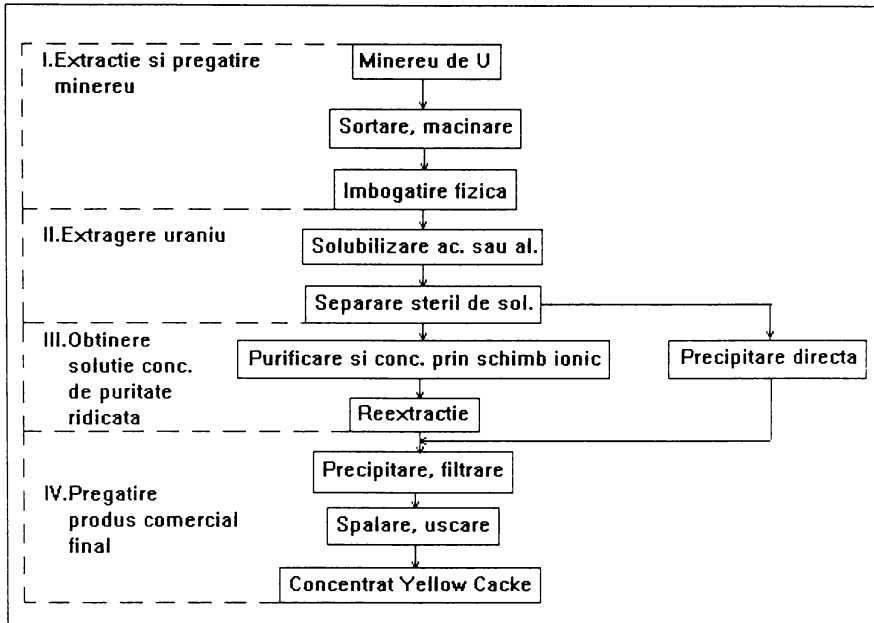 I.Extractie si pregatire
minereu
Minereu de U
Sortare, macinare
Imbogatire fizica
II.Extragere uraniu
Solubilizare ac. sau al.
Separare steril de sol.
III.Obtinere
solutie conc.
de puritate
ridicata
Purificare si conc. prin schimb ionic
Precipitare directa
Reextractie
IV.Pregatire
produs comercial
final
Precipitare, filtrare
Spalare, uscare
Concentrat Yellow Cacke